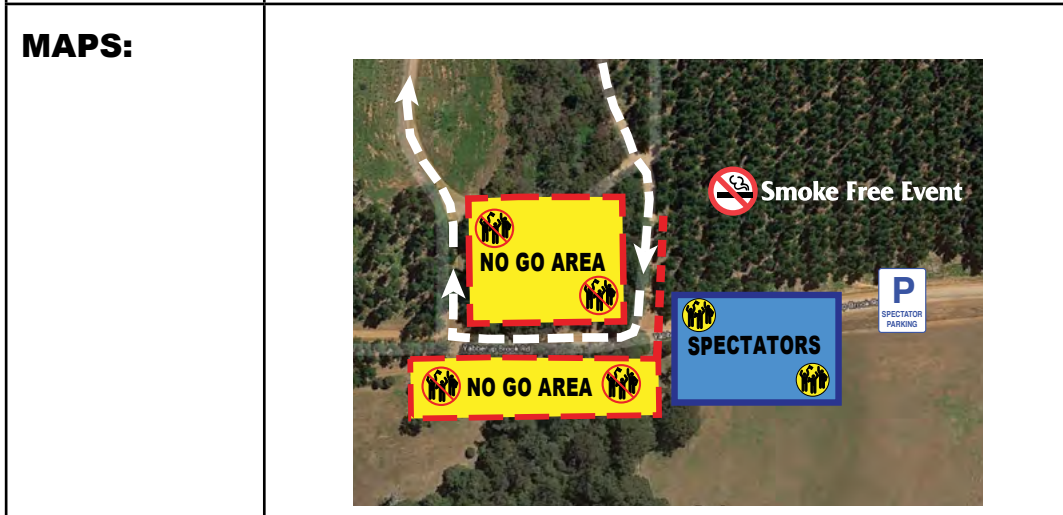 MAPS:
Smoke Free Event
NO GO AREA
P
SPECTATOR
PARKING
SPECTATORS
NO GO AREA